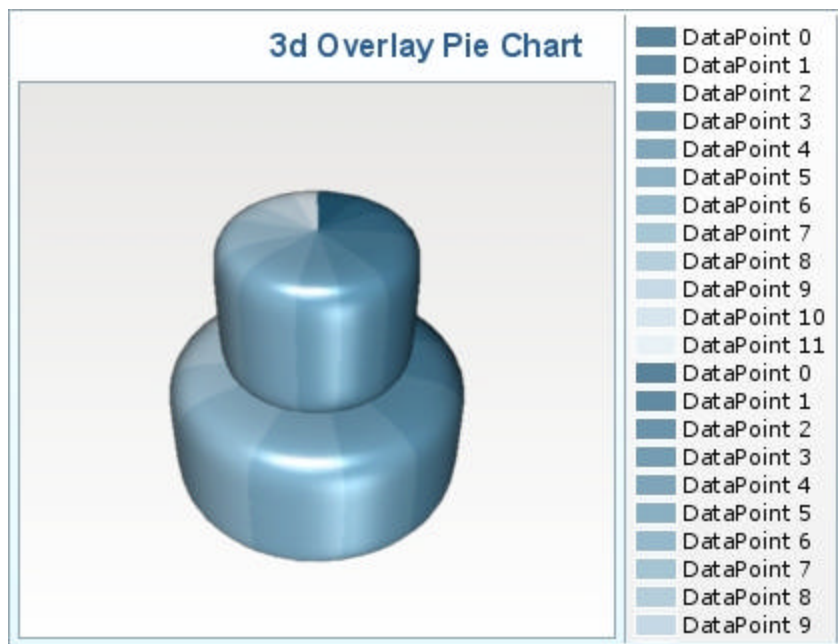 3d Overlay Pie Chart
DataPoint 0
DataPoint 1
DataPoint 2
DataPoint 3
DataPoint 4
DataPoint 5
DataPoint 6
DataPoint 7
DataPoint 8
DataPoint 9
DataPoint 10
DataPoint 11
DataPoint 0
DataPoint 1
DataPoint 2
DataPoint 3
DataPoint 4
DataPoint 5
DataPoint 6
DataPoint 7
DataPoint 8
DataPoint 9